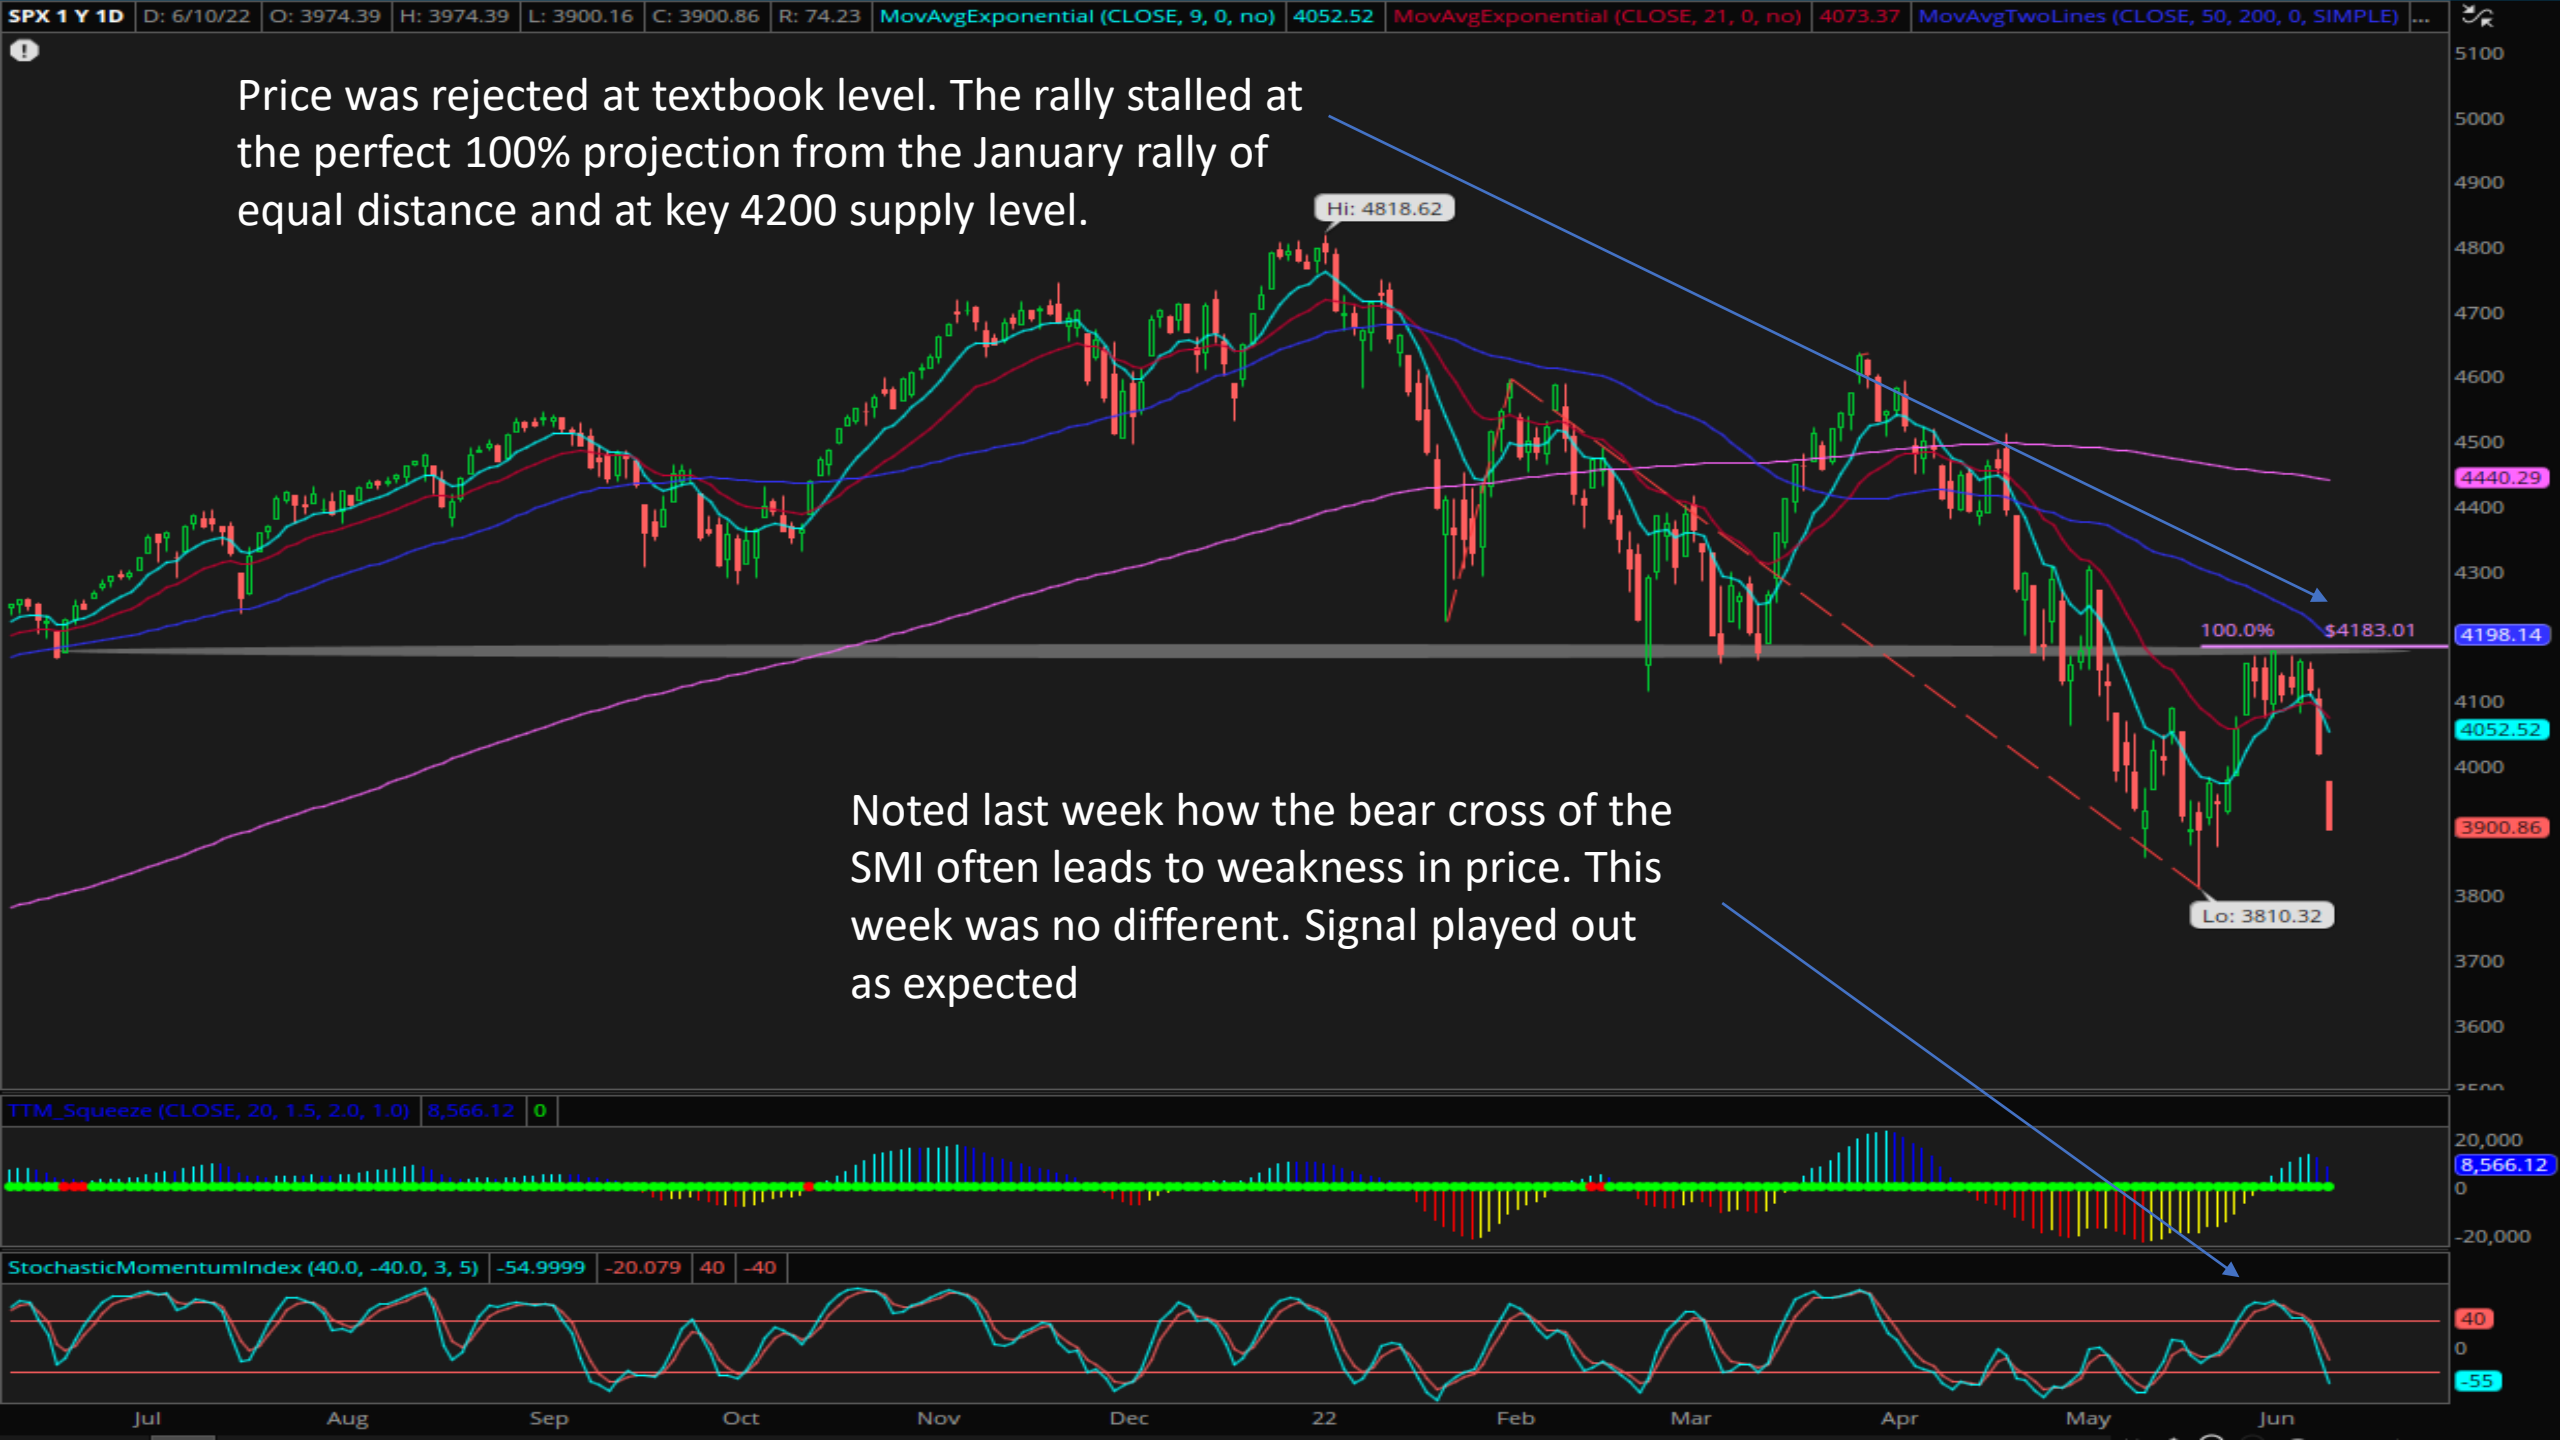 SPX 1 Y 1D D: 6/10/22 O: 3974.39 H: 3974.39 L: 3900.16 C: 3900.86 R: 74.23 MovAvgExponential (CLOSE, 9, 0, no) 4052.52 MovAvgExponential (CLOSE, 21, 0, no) 4073.37 MovAvgTwoLines (CLOSE, 50, 200, 0, SIMPLE) ...
Price was rejected at textbook level. The rally stalled at
the perfect 100% projection from the January rally of
equal distance and at key 4200 supply level.
Hi: 4818.62
5100
5000
4900
4800
4700
4600
4500
4440.29
4400
4300
100.0% $4183.01
4198.14
4100
4052.52
4000
3900.86
3800
3700
3600
3500
Noted last week how the bear cross of the
SMI often leads to weakness in price. This
week was no different. Signal played out
as expected
Lo: 3810.32
TTM_Squeeze (CLOSE, 20, 1.5, 2.0, 1.0) 8,566.12 0
20,000
8,566.12
0
-20,000
StochasticMomentumIndex (40.0, -40.0, 3, 5) -54.9999 -20.079 40 -40
40
0
-55
Jul Aug Sep Oct Nov Dec 22 Feb Mar Apr May Jun